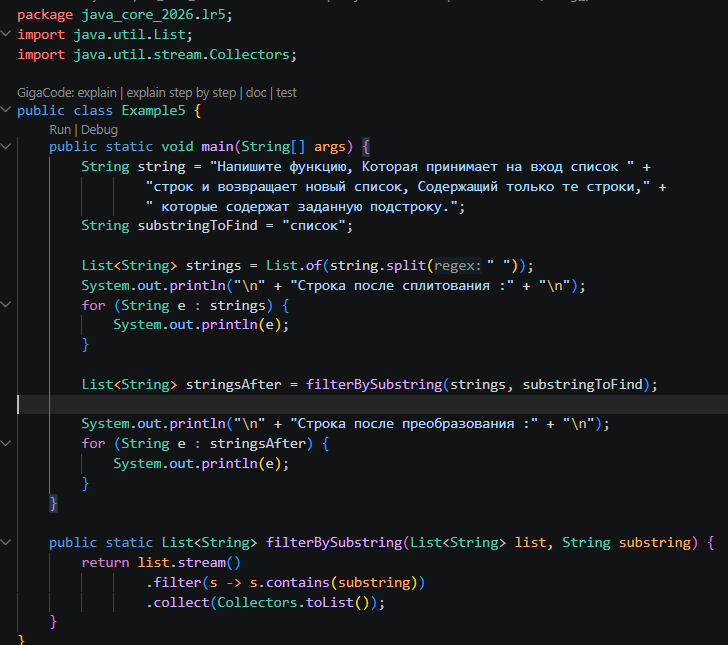 package java_core_2026.lr5;
import java.util.List;
import java.util.stream.Collectors;
GigaCode: explain | explain step by step | doc | test
public class Example5 {
Run | Debug
public static void main(String[] args) {
String string = "Напишите функцию, Которая принимает на вход список " +
"строк и возвращает новый список, Содержащий только те строки," +
" которые содержат заданную подстроку.";
String substringToFind = "список";
List<String> strings = List.of(string.split(regex: " "));
System.out.println("\n" + "Строка после сплитования :" + "\n");
for (String e : strings) {
System.out.println(e);
}
List<String> stringsAfter = filterBySubstring(strings, substringToFind);
System.out.println("\n" + "Строка после преобразования :" + "\n");
for (String e : stringsAfter) {
System.out.println(e);
}
}
public static List<String> filterBySubstring(List<String> list, String substring) {
return list.stream()
.filter(s -> s.contains(substring))
.collect(Collectors.toList());
}
}